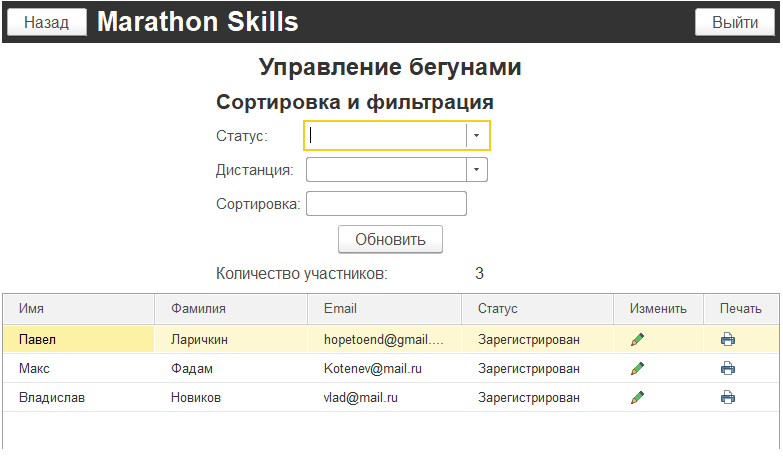 Назад Marathon Skills Выйти
Управление бегунами
Сортировка и фильтрация
Статус:
Дистанция:
Сортировка:
Обновить
Количество участников: 3
Имя Фамилия Email Статус Изменить Печать
Павел Ларичкин hopetoend@gmail.... Зарегистрирован
Макс Фадам Kotenev@mail.ru Зарегистрирован
Владислав Новиков vlad@mail.ru Зарегистрирован